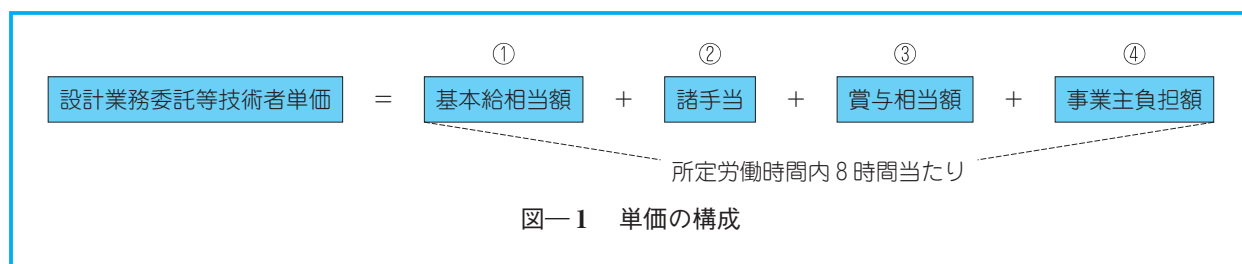 ① ② ③ ④
設計業務委託等技術者単価 = 基本給相当額 + 諸手当 + 賞与相当額 + 事業主負担額
所定労働時間内8時間当たり
図―1 単価の構成